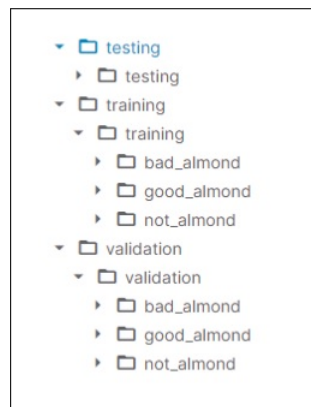 testing
testing
training
training
bad_almond
good_almond
not_almond
validation
validation
bad_almond
good_almond
not_almond